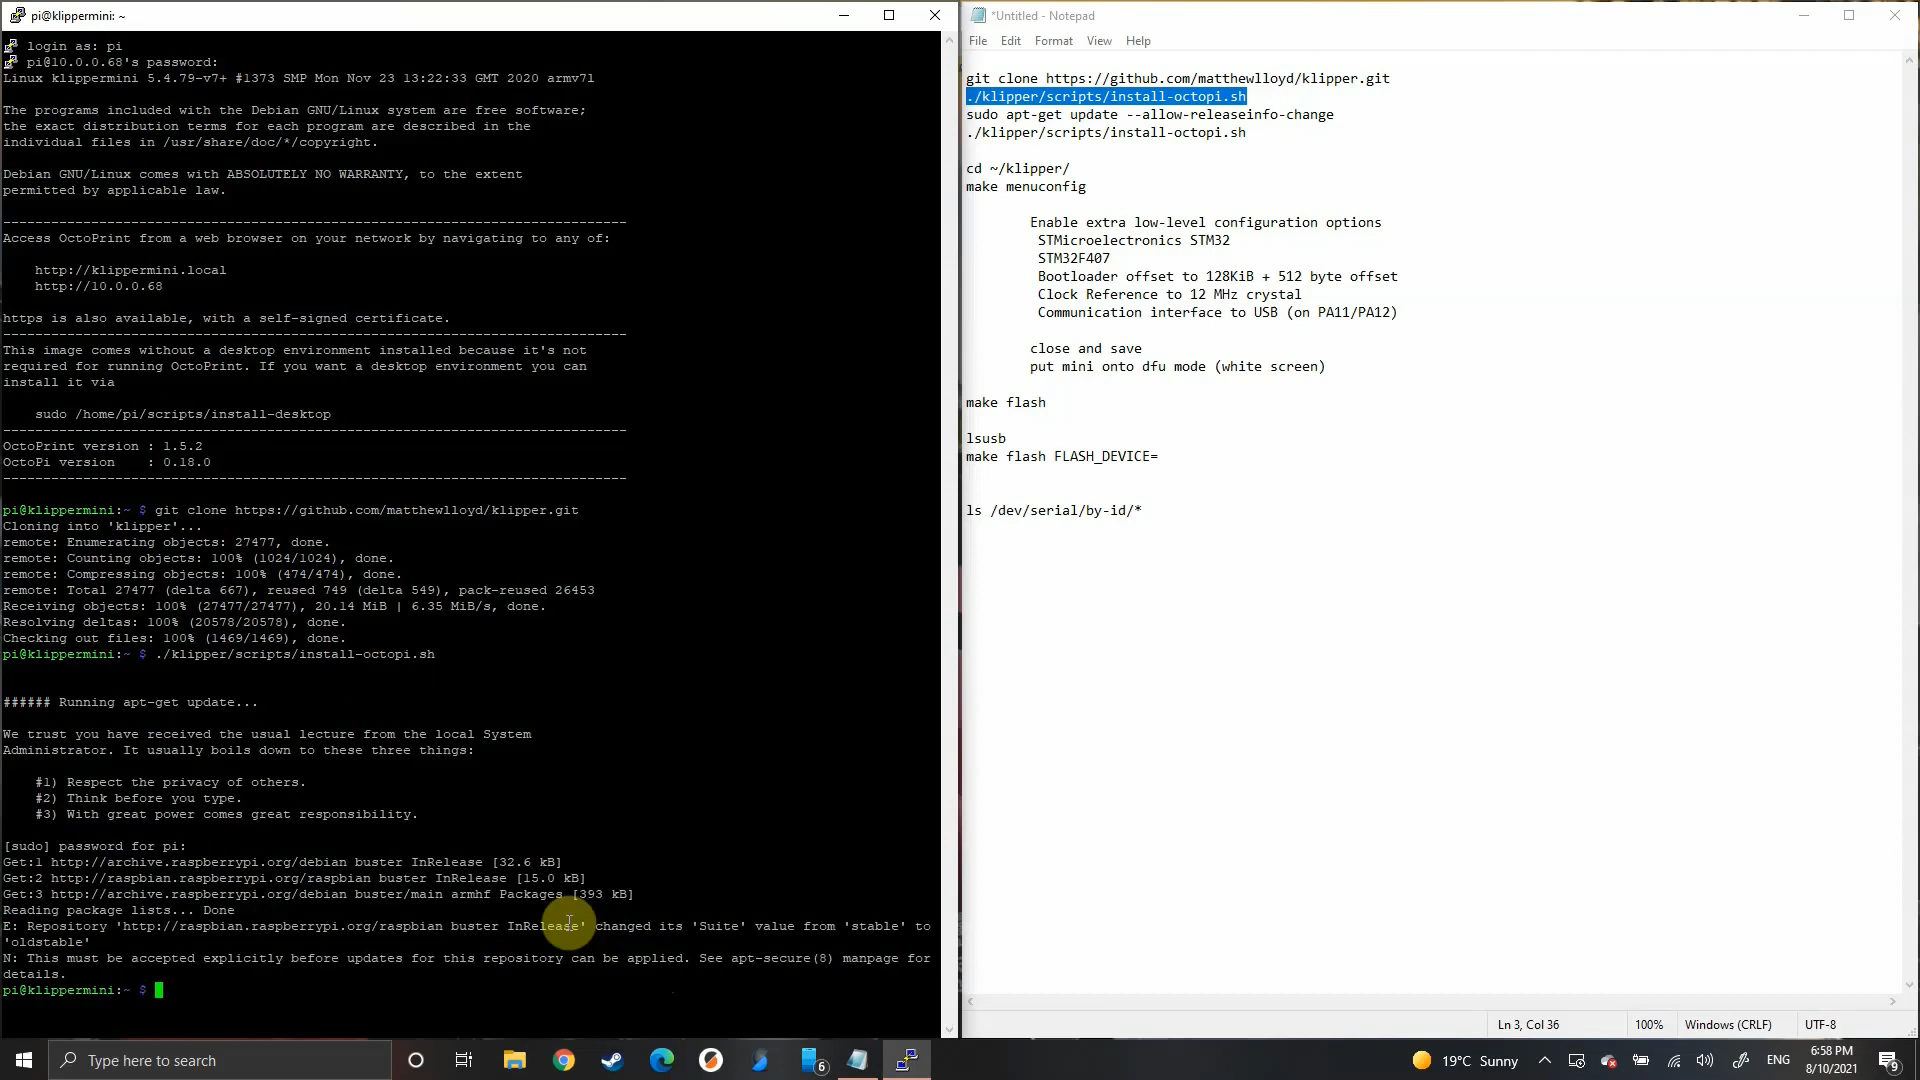 pi@klippermini: ~
login as: pi
pi@10.0.0.68's password:
Linux klippermini 5.4.79-v7+ #1373 SMP Mon Nov 23 13:22:33 GMT 2020 armv7l
The programs included with the Debian GNU/Linux system are free software;
the exact distribution terms for each program are described in the
individual files in /usr/share/doc/*/copyright.
Debian GNU/Linux comes with ABSOLUTELY NO WARRANTY, to the extent
permitted by applicable law.
------------------------------------------------------------------------------
Access OctoPrint from a web browser on your network by navigating to any of:
http://klippermini.local
http://10.0.0.68
https is also available, with a self-signed certificate.
------------------------------------------------------------------------------
This image comes without a desktop environment installed because it's not
required for running OctoPrint. If you want a desktop environment you can
install it via
sudo /home/pi/scripts/install-desktop
------------------------------------------------------------------------------
OctoPrint version : 1.5.2
OctoPi version    : 0.18.0
------------------------------------------------------------------------------
pi@klippermini:~ $ git clone https://github.com/matthewlloyd/klipper.git
Cloning into 'klipper'...
remote: Enumerating objects: 27477, done.
remote: Counting objects: 100% (1024/1024), done.
remote: Compressing objects: 100% (474/474), done.
remote: Total 27477 (delta 667), reused 749 (delta 549), pack-reused 26453
Receiving objects: 100% (27477/27477), 20.14 MiB | 6.35 MiB/s, done.
Resolving deltas: 100% (20578/20578), done.
Checking out files: 100% (1469/1469), done.
pi@klippermini:~ $ ./klipper/scripts/install-octopi.sh
###### Running apt-get update...
We trust you have received the usual lecture from the local System
Administrator. It usually boils down to these three things:
#1) Respect the privacy of others.
#2) Think before you type.
#3) With great power comes great responsibility.
[sudo] password for pi:
Get:1 http://archive.raspberrypi.org/debian buster InRelease [32.6 kB]
Get:2 http://raspbian.raspberrypi.org/raspbian buster InRelease [15.0 kB]
Get:3 http://archive.raspberrypi.org/debian buster/main armhf Packages [393 kB]
Reading package lists... Done
E: Repository 'http://raspbian.raspberrypi.org/raspbian buster InRelease' changed its 'Suite' value from 'stable' to
'oldstable'
N: This must be accepted explicitly before updates for this repository can be applied. See apt-secure(8) manpage for
details.
pi@klippermini:~ $
*Untitled - Notepad
File Edit Format View Help
git clone https://github.com/matthewlloyd/klipper.git
./klipper/scripts/install-octopi.sh
sudo apt-get update --allow-releaseinfo-change
./klipper/scripts/install-octopi.sh
cd ~/klipper/
make menuconfig
Enable extra low-level configuration options
STMicroelectronics STM32
STM32F407
Bootloader offset to 128KiB + 512 byte offset
Clock Reference to 12 MHz crystal
Communication interface to USB (on PA11/PA12)
close and save
put mini onto dfu mode (white screen)
make flash
lsusb
make flash FLASH_DEVICE=
ls /dev/serial/by-id/*
Ln 3, Col 36 100% Windows (CRLF) UTF-8
Type here to search
6
19°C Sunny
ENG
6:58 PM
8/10/2021
9